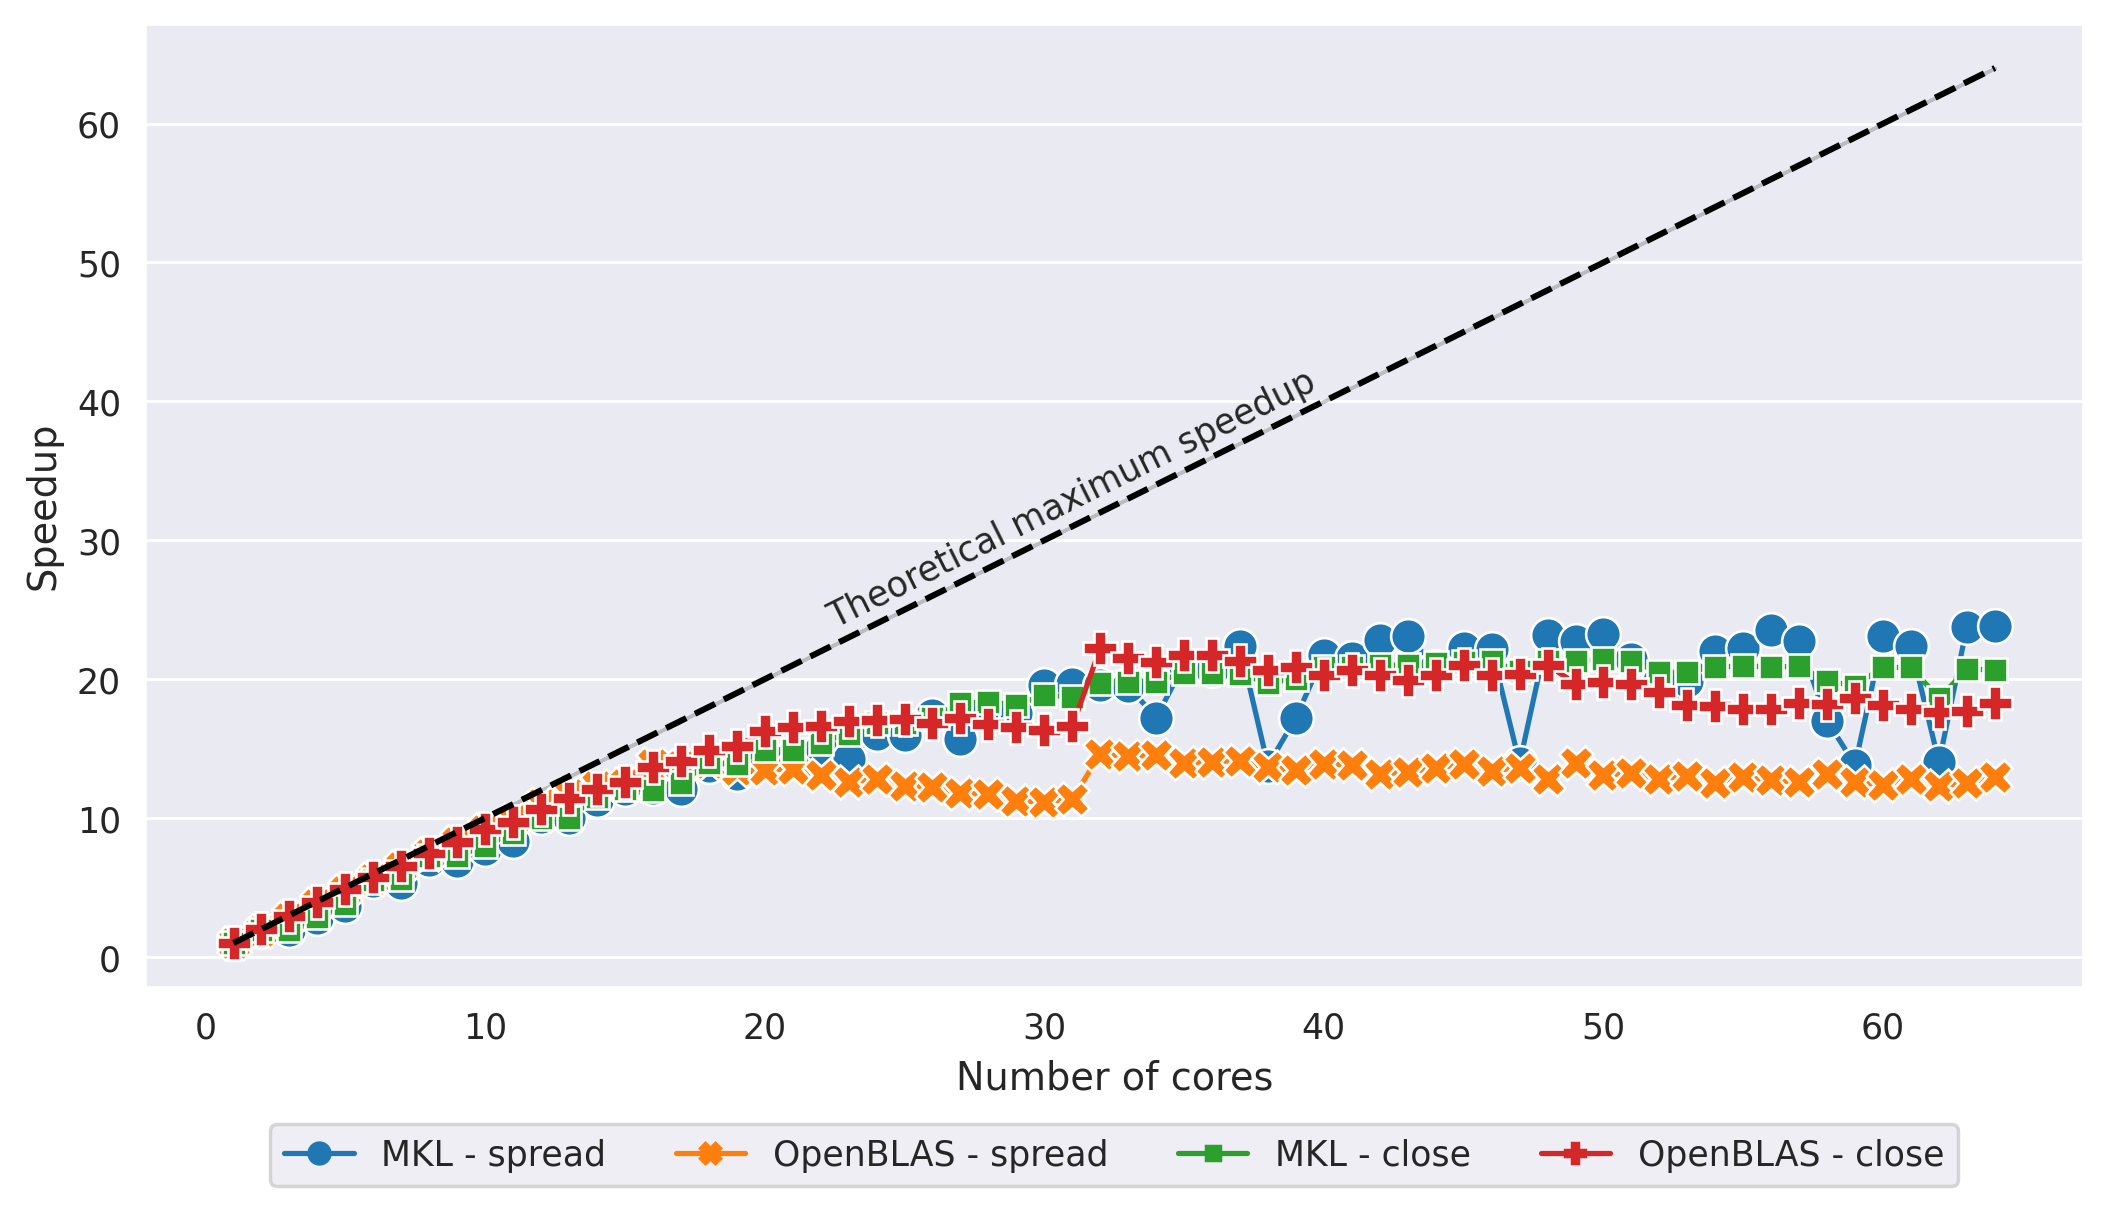 60
50
40
30
20
10
0
Speedup
Theoretical maximum speedup
0 10 20 30 40 50 60
Number of cores
MKL - spread OpenBLAS - spread MKL - close OpenBLAS - close